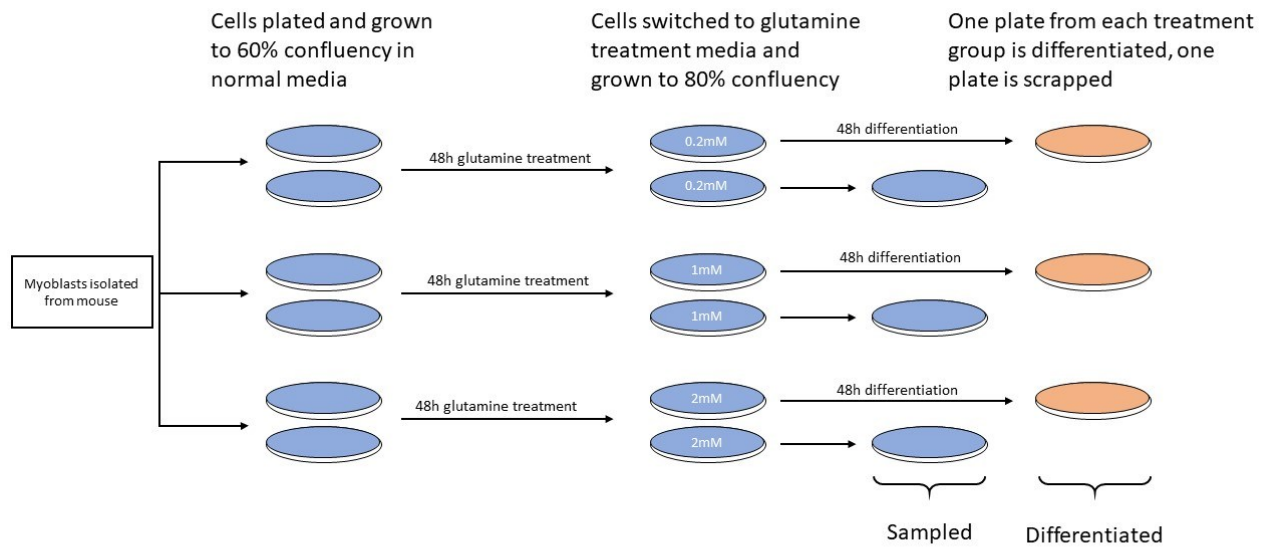 Cells plated and grown
to 60% confluency in
normal media
Cells switched to glutamine
treatment media and
grown to 80% confluency
One plate from each treatment
group is differentiated, one
plate is scrapped
Myoblasts isolated
from mouse
48h glutamine treatment
0.2mM
0.2mM
48h differentiation
48h glutamine treatment
1mM
1mM
48h differentiation
48h glutamine treatment
2mM
2mM
48h differentiation
Sampled
Differentiated